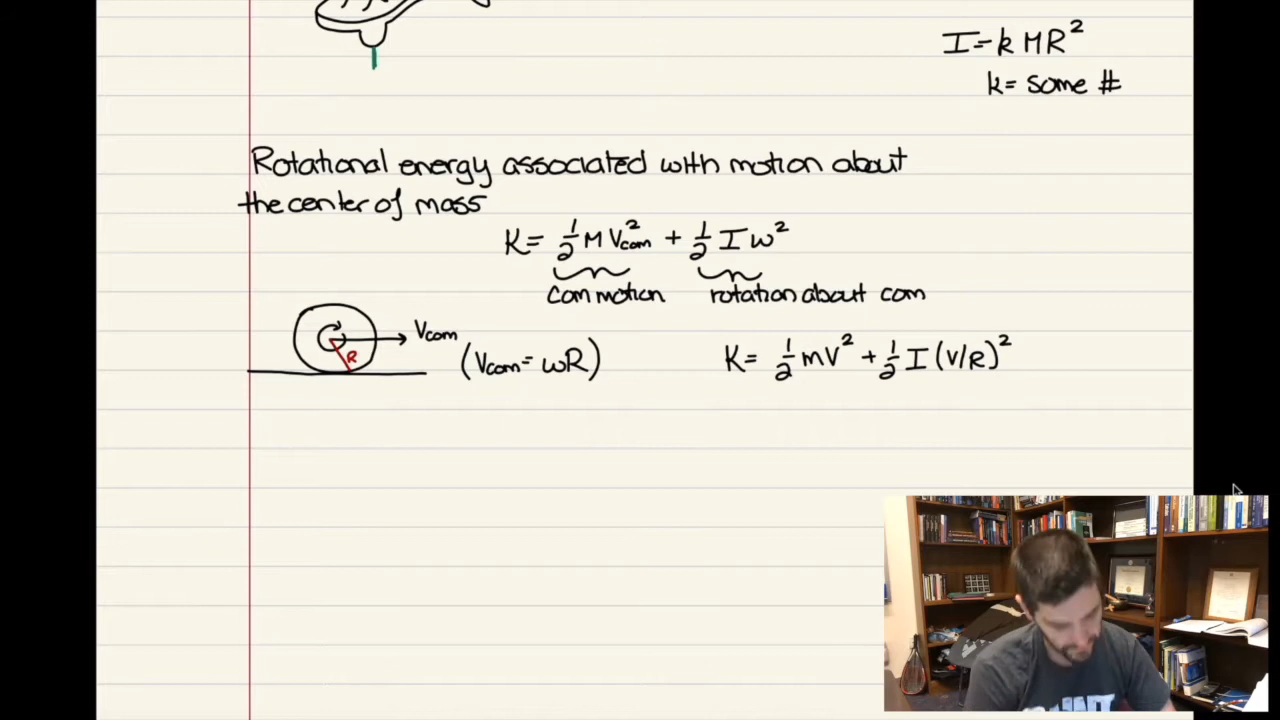 I = k MR²
k = some #
Rotational energy associated with motion about
the center of mass
K = ½ M V²com + ½ I ω²
com motion    rotation about com
Vcom
R
(Vcom = ωR)
K = ½ mv² + ½ I (v/R)²